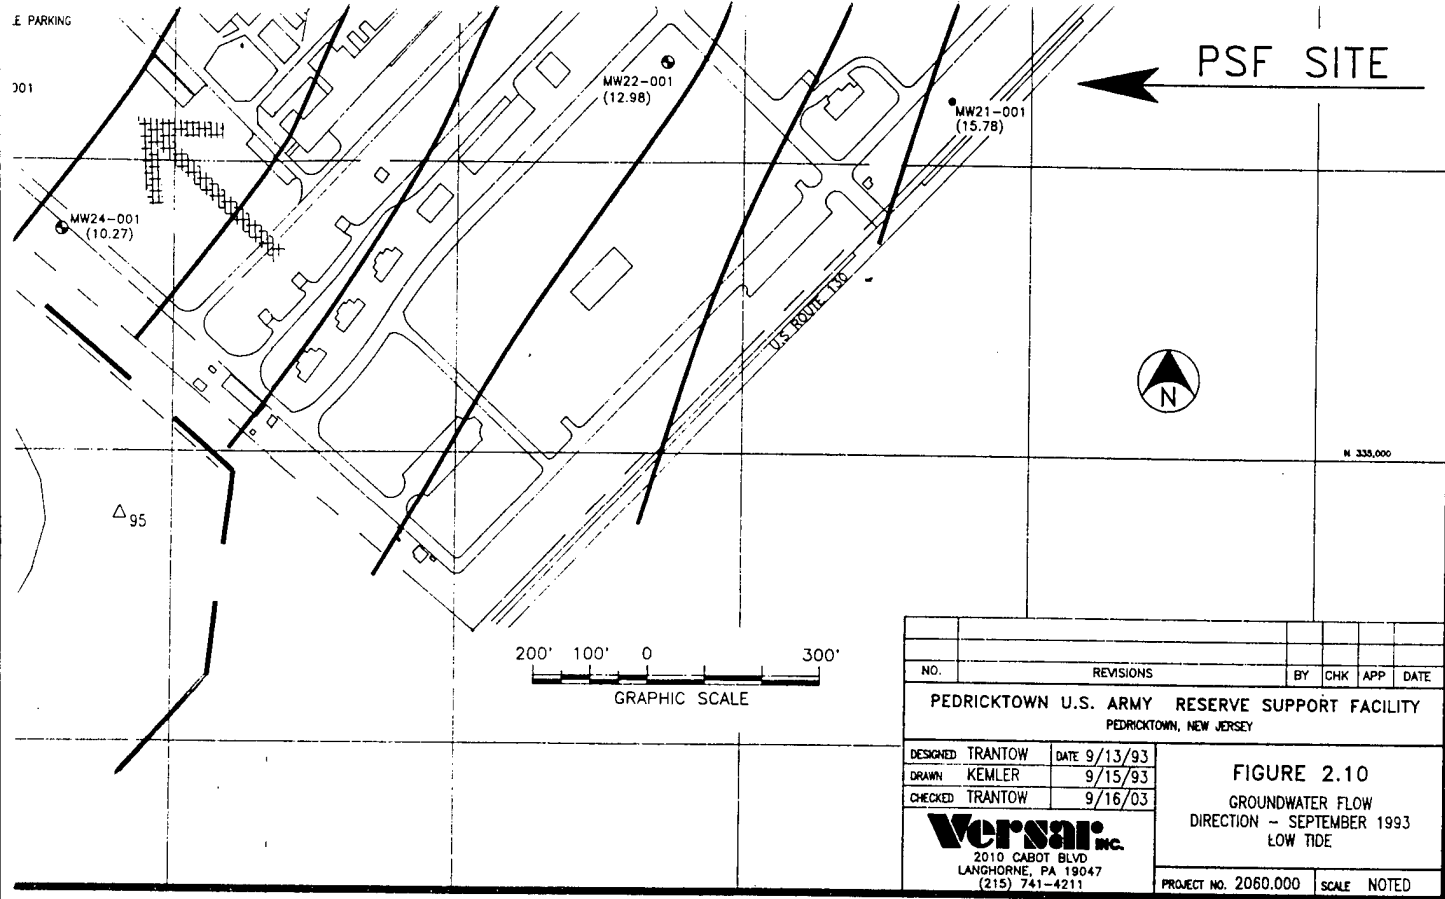 E PARKING
001
MW22-001
(12.98)
PSF SITE
MW21-001
(15.78)
MW24-001
(10.27)
U.S ROUTE 130
N
N 335,000
95
200' 100' 0 300'
GRAPHIC SCALE
NO. REVISIONS BY CHK APP DATE
PEDRICKTOWN U.S. ARMY RESERVE SUPPORT FACILITY
PEDRICKTOWN, NEW JERSEY
DESIGNED TRANTOW DATE 9/13/93
DRAWN KEMLER 9/15/93
CHECKED TRANTOW 9/16/03
FIGURE 2.10
GROUNDWATER FLOW
DIRECTION - SEPTEMBER 1993
LOW TIDE
Versar INC.
2010 CABOT BLVD
LANGHORNE, PA 19047
(215) 741-4211
PROJECT NO. 2060.000 SCALE NOTED